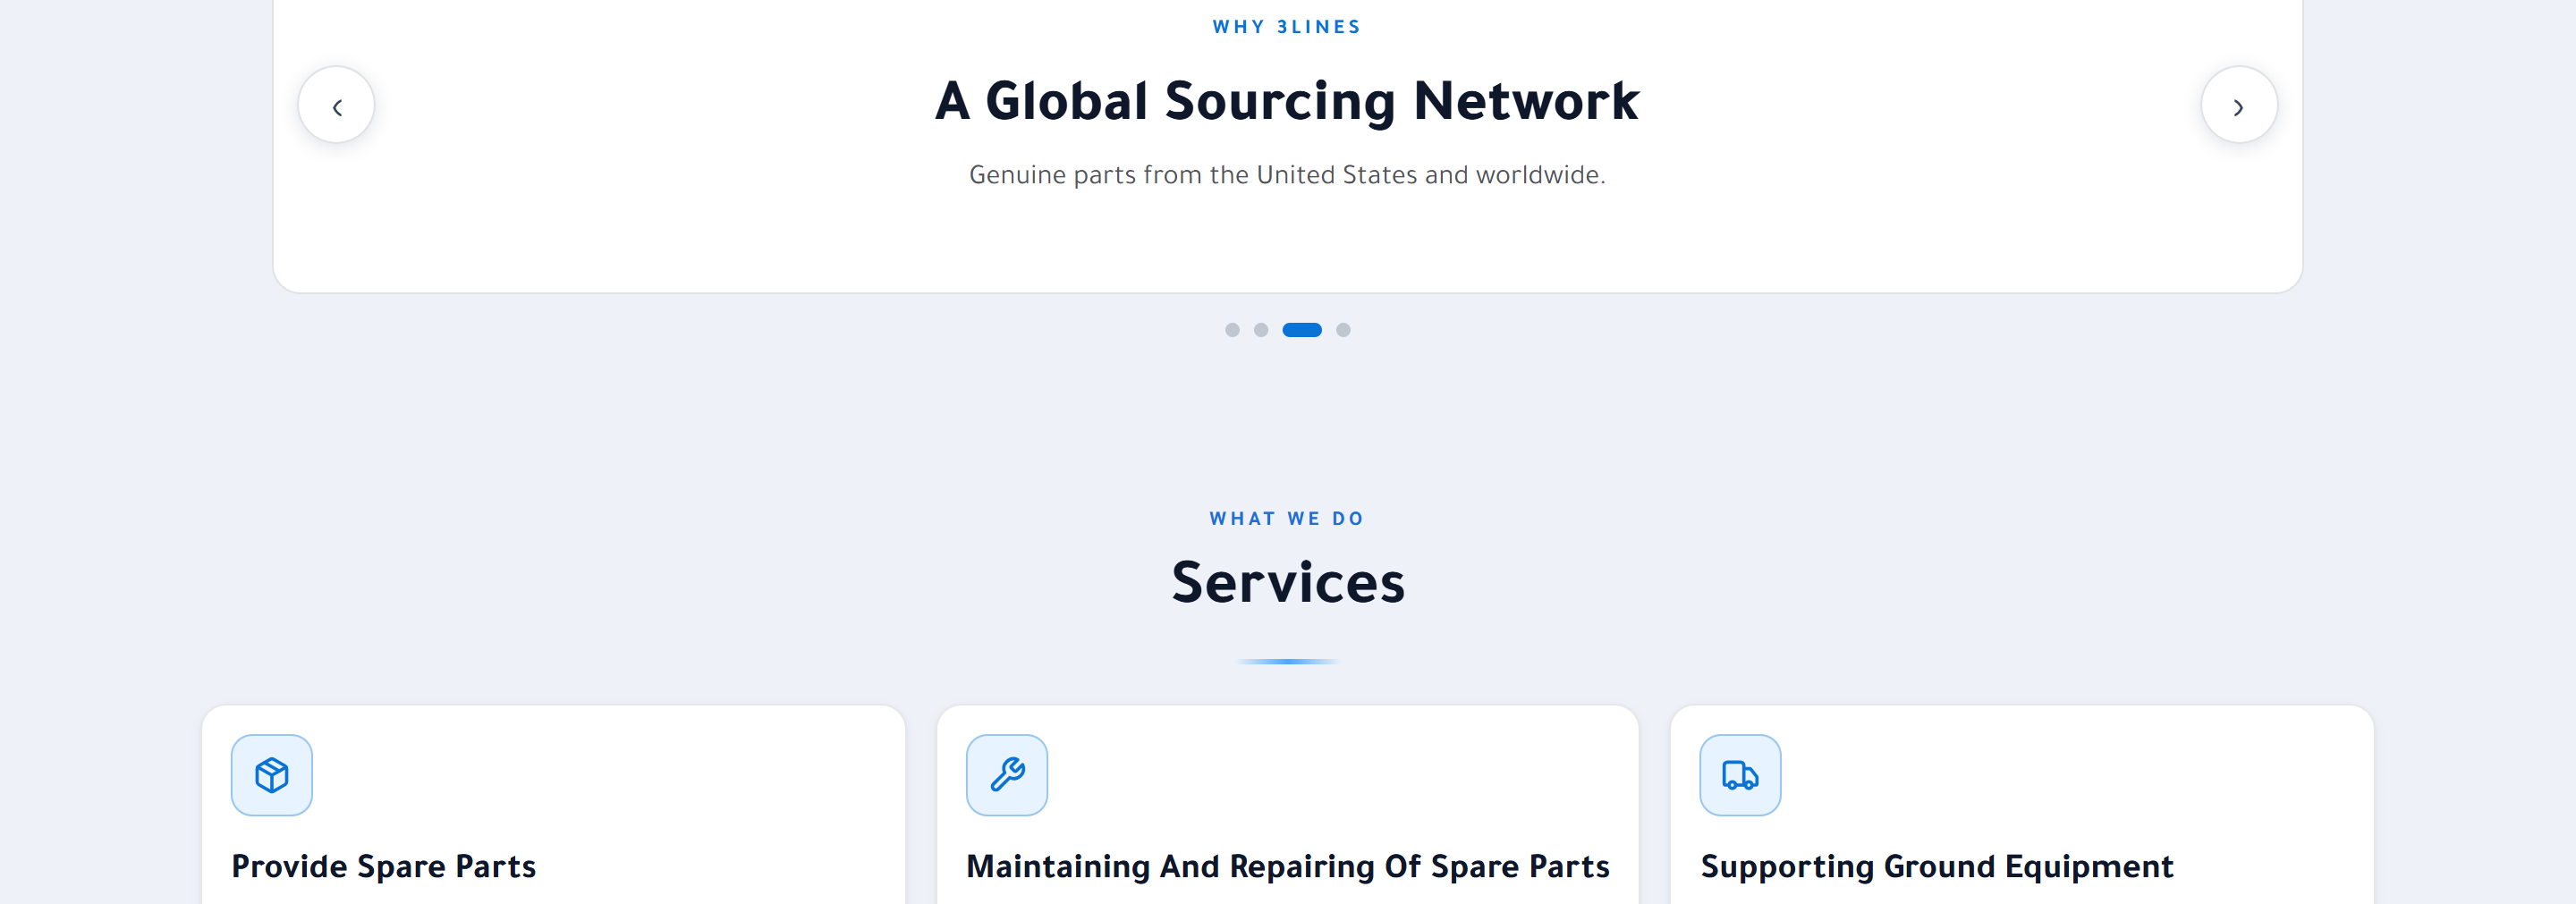 WHY 3LINES
A Global Sourcing Network
‹ ›
Genuine parts from the United States and worldwide.
WHAT WE DO
Services
Provide Spare Parts
Maintaining And Repairing Of Spare Parts
Supporting Ground Equipment